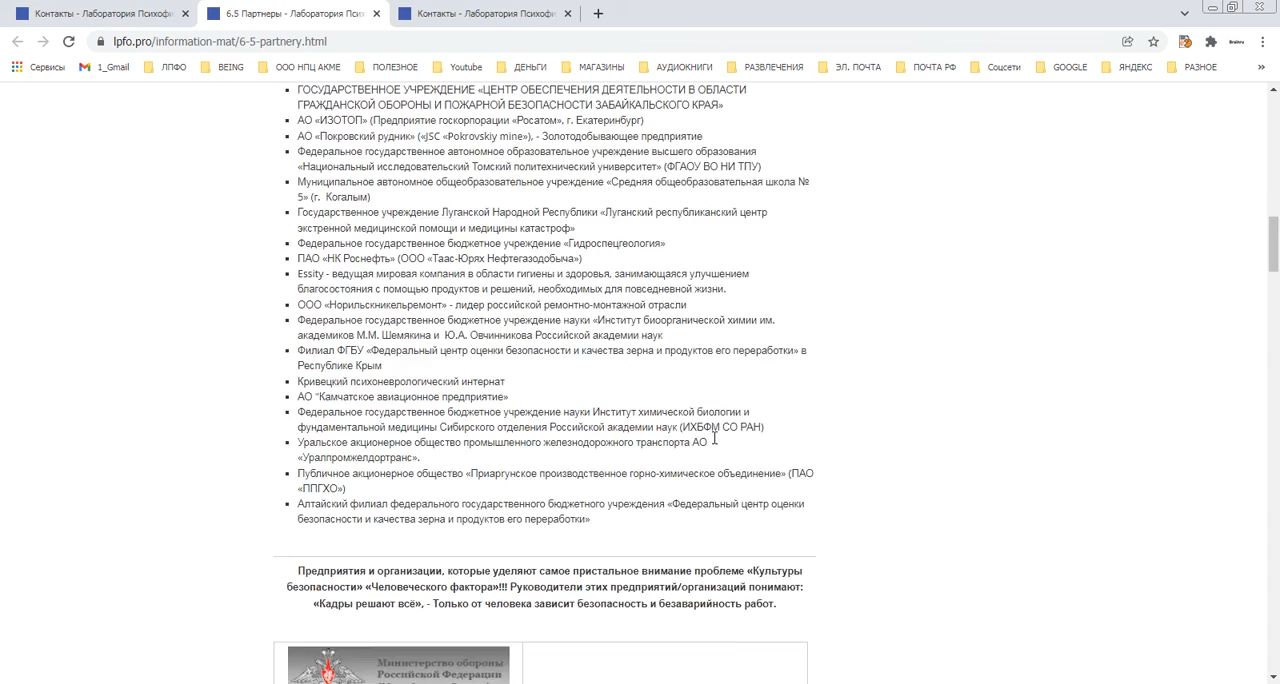 Контакты - Лаборатория Психофи
6.5 Партнеры - Лаборатория Пси
Контакты - Лаборатория Психофи
lpfo.pro/information-mat/6-5-partnery.html
Сервисы
1_Gmail
ЛПФО
BEING
ООО НПЦ АКМЕ
ПОЛЕЗНОЕ
Youtube
ДЕНЬГИ
МАГАЗИНЫ
АУДИОКНИГИ
РАЗВЛЕЧЕНИЯ
ЭЛ. ПОЧТА
ПОЧТА РФ
Соцсети
GOOGLE
ЯНДЕКС
РАЗНОЕ
»
ГОСУДАРСТВЕННОЕ УЧРЕЖДЕНИЕ «ЦЕНТР ОБЕСПЕЧЕНИЯ ДЕЯТЕЛЬНОСТИ В ОБЛАСТИ
ГРАЖДАНСКОЙ ОБОРОНЫ И ПОЖАРНОЙ БЕЗОПАСНОСТИ ЗАБАЙКАЛЬСКОГО КРАЯ»
АО «ИЗОТОП» (Предприятие госкорпорации «Росатом», г. Екатеринбург)
АО «Покровский рудник» («JSC «Pokrovskiy mine»), - Золотодобывающее предприятие
Федеральное государственное автономное образовательное учреждение высшего образования
«Национальный исследовательский Томский политехнический университет» (ФГАОУ ВО НИ ТПУ)
Муниципальное автономное общеобразовательное учреждение «Средняя общеобразовательная школа №
5» (г. Когалым)
Государственное учреждение Луганской Народной Республики «Луганский республиканский центр
экстренной медицинской помощи и медицины катастроф»
Федеральное государственное бюджетное учреждение «Гидроспецгеология»
ПАО «НК Роснефть» (ООО «Таас-Юрях Нефтегазодобыча»)
Essity - ведущая мировая компания в области гигиены и здоровья, занимающаяся улучшением
благосостояния с помощью продуктов и решений, необходимых для повседневной жизни.
ООО «Норильскникельремонт» - лидер российской ремонтно-монтажной отрасли
Федеральное государственное бюджетное учреждение науки «Институт биоорганической химии им.
академиков М.М. Шемякина и Ю.А. Овчинникова Российской академии наук
Филиал ФГБУ «Федеральный центр оценки безопасности и качества зерна и продуктов его переработки» в
Республике Крым
Кривецкий психоневрологический интернат
АО "Камчатское авиационное предприятие»
Федеральное государственное бюджетное учреждение науки Институт химической биологии и
фундаментальной медицины Сибирского отделения Российской академии наук (ИХБФМ СО РАН)
Уральское акционерное общество промышленного железнодорожного транспорта АО
«Уралпромжелдортранс».
Публичное акционерное общество «Приаргунское производственное горно-химическое объединение» (ПАО
«ППГХО»)
Алтайский филиал федерального государственного бюджетного учреждения «Федеральный центр оценки
безопасности и качества зерна и продуктов его переработки»
Предприятия и организации, которые уделяют самое пристальное внимание проблеме «Культуры
безопасности» «Человеческого фактора»!!! Руководители этих предприятий/организаций понимают:
«Кадры решают всё», - Только от человека зависит безопасность и безаварийность работ.
Министерство обороны
Российской Федерации